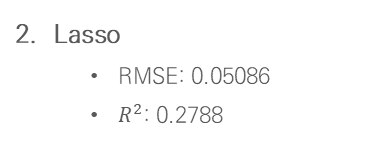 2. Lasso
• RMSE: 0.05086
• R²: 0.2788